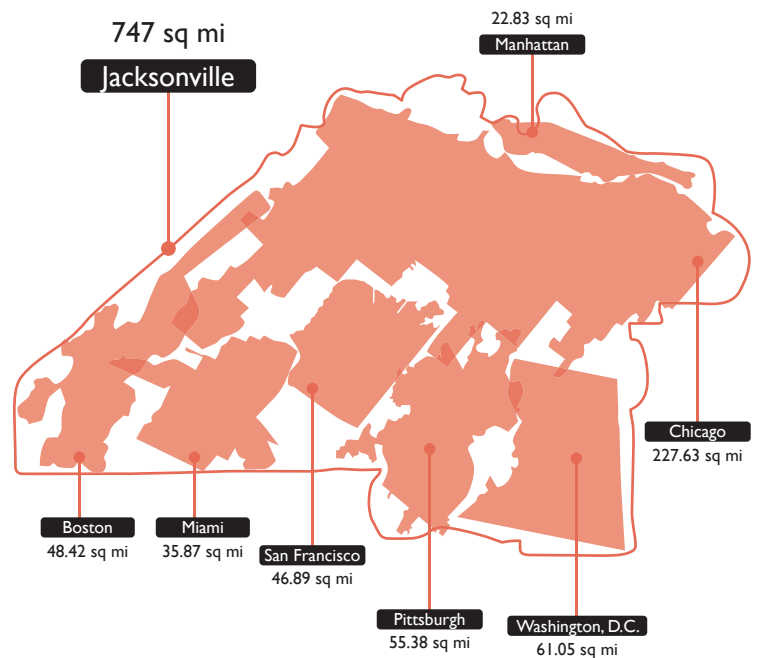 747 sq mi
Jacksonville
22.83 sq mi
Manhattan
Chicago
227.63 sq mi
Boston
48.42 sq mi
Miami
35.87 sq mi
San Francisco
46.89 sq mi
Pittsburgh
55.38 sq mi
Washington, D.C.
61.05 sq mi